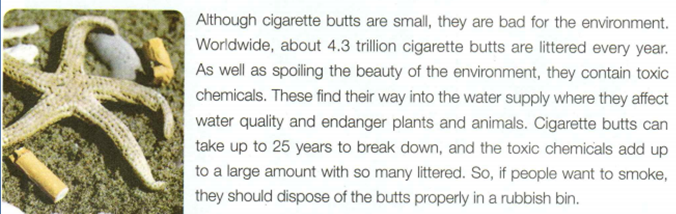 Although cigarette butts are small, they are bad for the environment.
Worldwide, about 4.3 trillion cigarette butts are littered every year.
As well as spoiling the beauty of the environment, they contain toxic
chemicals. These find their way into the water supply where they affect
water quality and endanger plants and animals. Cigarette butts can
take up to 25 years to break down, and the toxic chemicals add up
to a large amount with so many littered. So, if people want to smoke,
they should dispose of the butts properly in a rubbish bin.